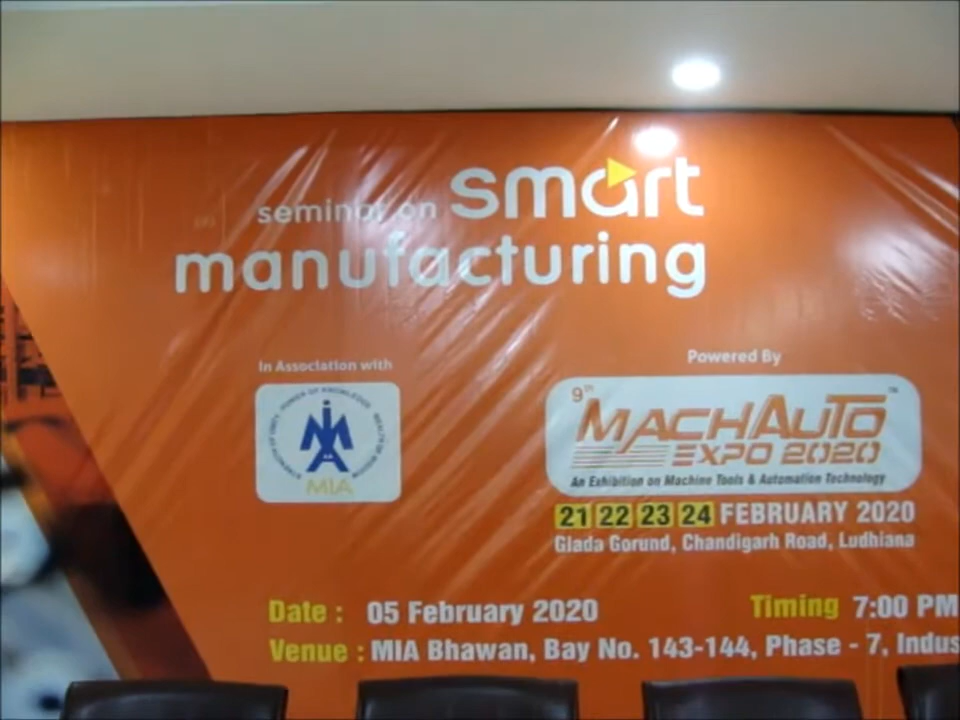 seminar on smart
manufacturing
In Association with
MIA
Powered By
9th
MACHAUTO
EXPO 2020
An Exhibition on Machine Tools & Automation Technology
21 22 23 24 FEBRUARY 2020
Glada Gorund, Chandigarh Road, Ludhiana
Date : 05 February 2020
Timing 7:00 PM
Venue : MIA Bhawan, Bay No. 143-144, Phase - 7, Indus